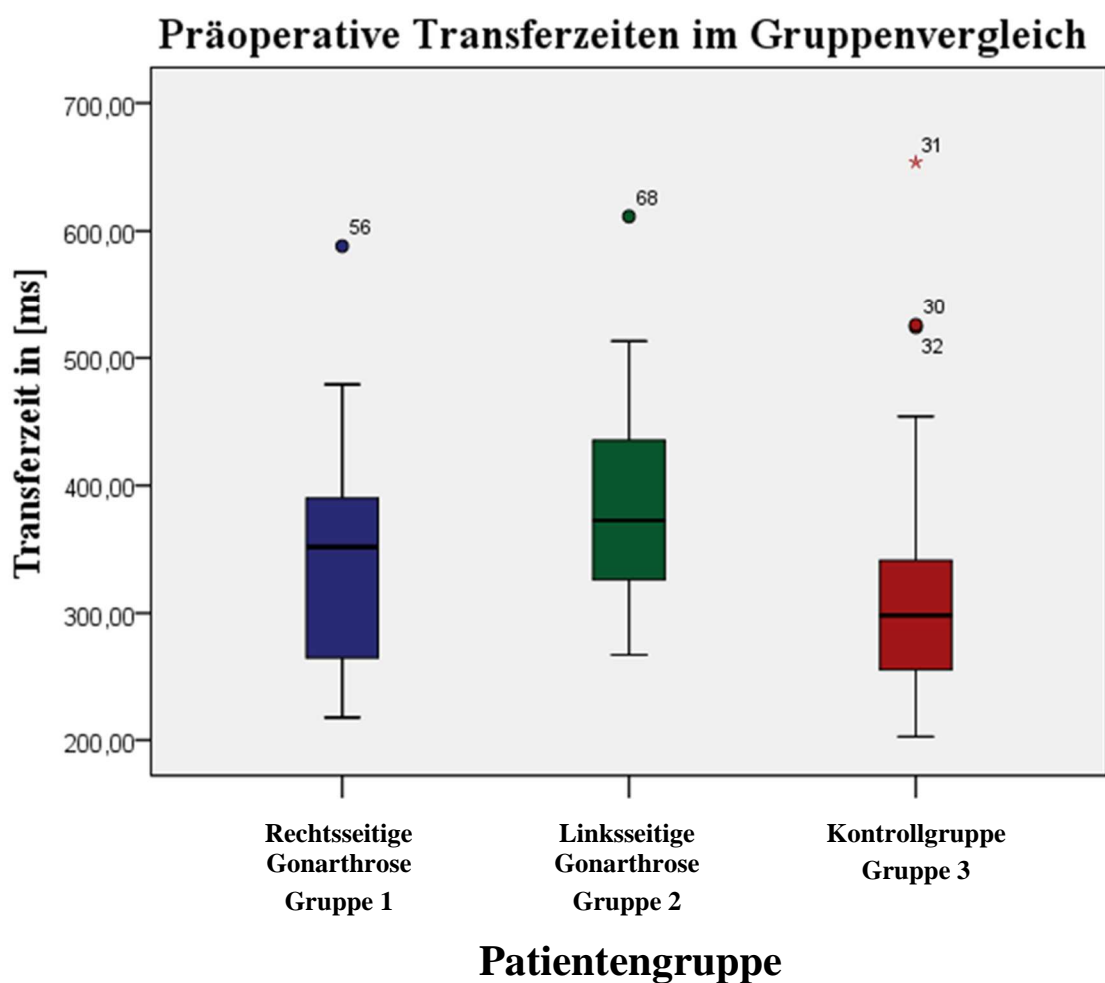 Präoperative Transferzeiten im Gruppenvergleich
700,00
600,00
500,00
400,00
300,00
200,00
Transferzeit in [ms]
56
68
31
30
32
Rechtsseitige
Gonarthrose
Gruppe 1
Linksseitige
Gonarthrose
Gruppe 2
Kontrollgruppe
Gruppe 3
Patientengruppe